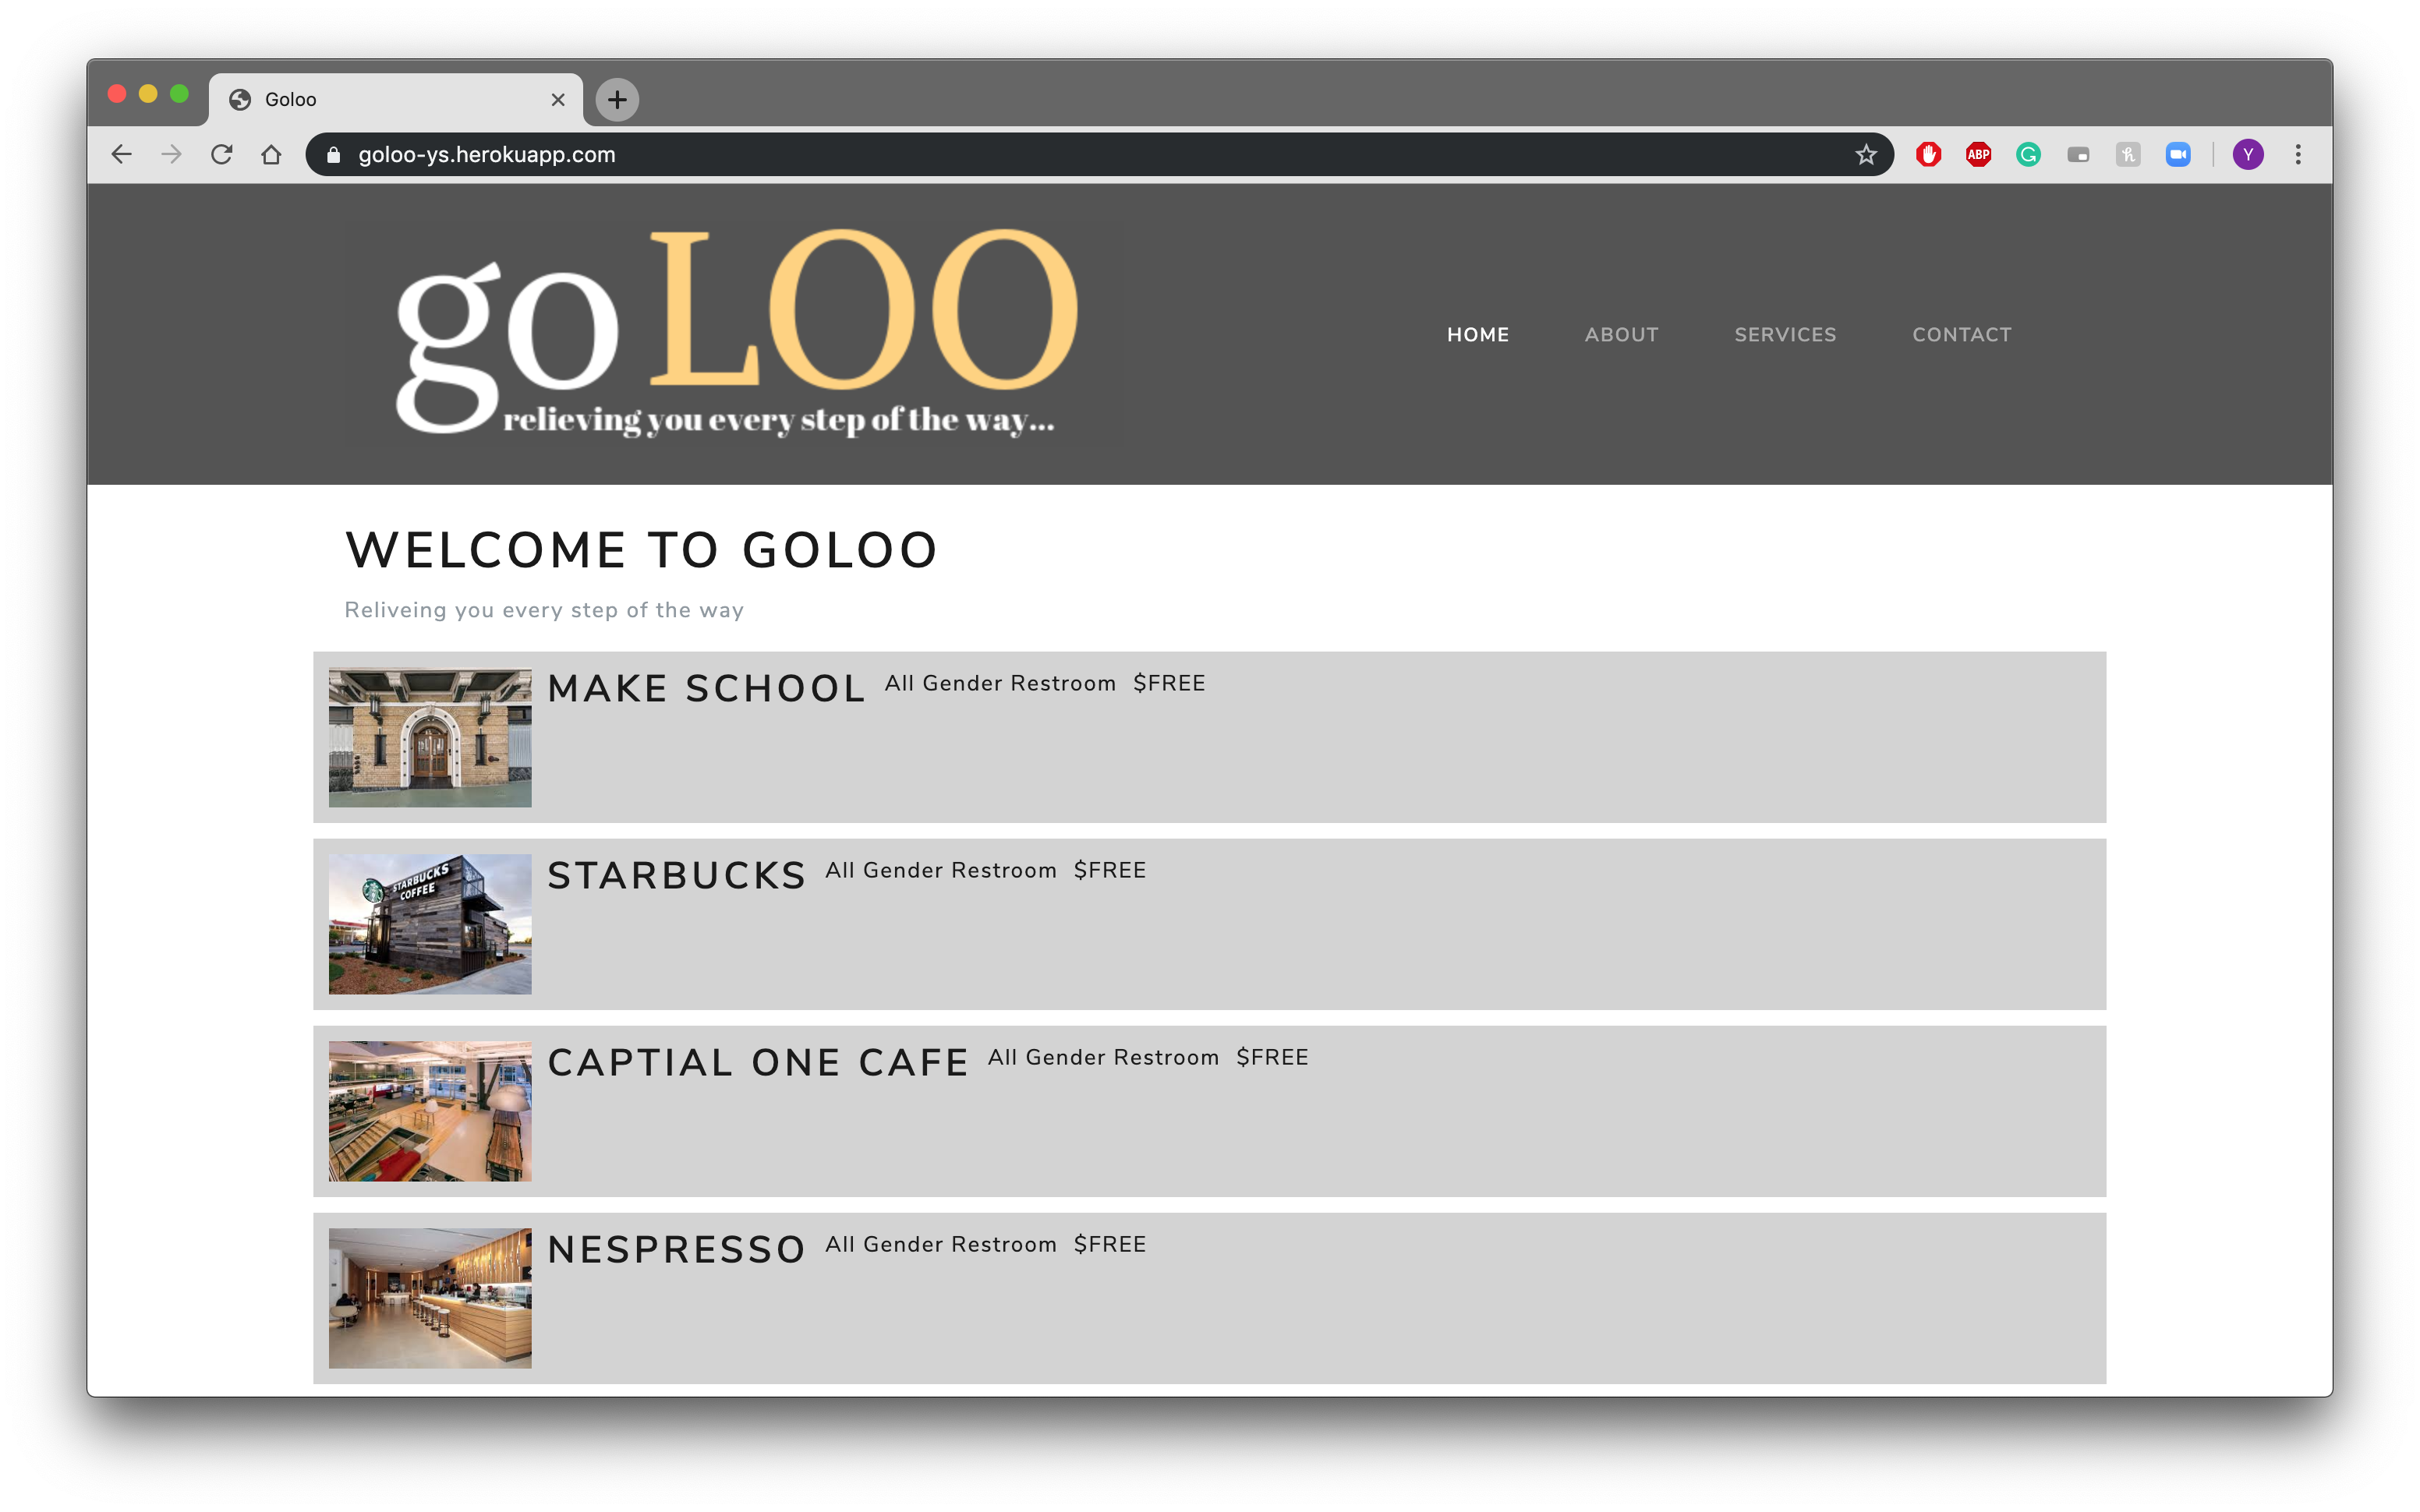 Goloo
goloo-ys.herokuapp.com
ABP
Y
goLOO
relieving you every step of the way...
HOME ABOUT SERVICES CONTACT
WELCOME TO GOLOO
Reliveing you every step of the way
MAKE SCHOOL All Gender Restroom $FREE
STARBUCKS All Gender Restroom $FREE
STARBUCKS
COFFEE
CAPTIAL ONE CAFE All Gender Restroom $FREE
NESPRESSO All Gender Restroom $FREE